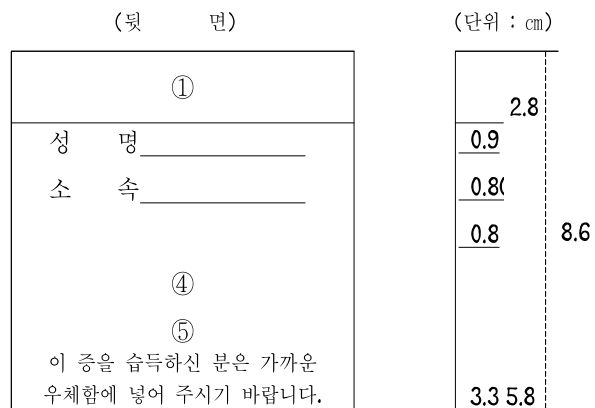 (뒷 면) (단위 : ㎝)
①
2.8
성 명 0.9
소 속 0.80
0.8 8.6
④
⑤
이 증을 습득하신 분은 가까운
우체함에 넣어 주시기 바랍니다. 3.3 5.8